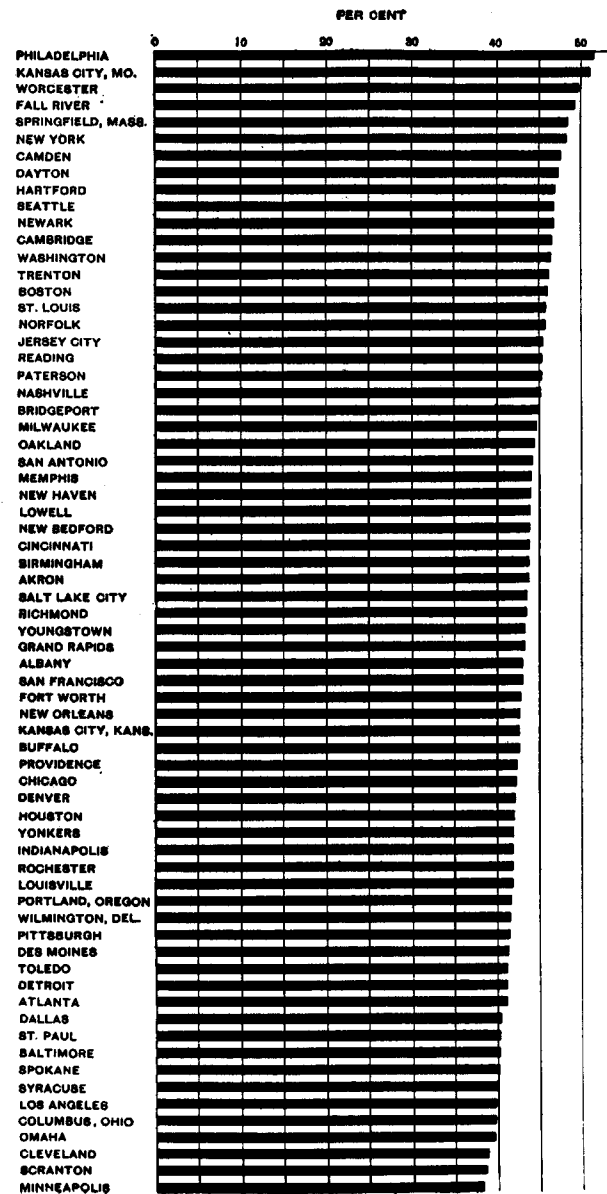 PER CENT
0 10 20 30 40 50
PHILADELPHIA
KANSAS CITY, MO.
WORCESTER
FALL RIVER
SPRINGFIELD, MASS.
NEW YORK
CAMDEN
DAYTON
HARTFORD
SEATTLE
NEWARK
CAMBRIDGE
WASHINGTON
TRENTON
BOSTON
ST. LOUIS
NORFOLK
JERSEY CITY
READING
PATERSON
NASHVILLE
BRIDGEPORT
MILWAUKEE
OAKLAND
SAN ANTONIO
MEMPHIS
NEW HAVEN
LOWELL
NEW BEDFORD
CINCINNATI
BIRMINGHAM
AKRON
SALT LAKE CITY
RICHMOND
YOUNGSTOWN
GRAND RAPIDS
ALBANY
SAN FRANCISCO
FORT WORTH
NEW ORLEANS
KANSAS CITY, KANS.
BUFFALO
PROVIDENCE
CHICAGO
DENVER
HOUSTON
YONKERS
INDIANAPOLIS
ROCHESTER
LOUISVILLE
PORTLAND, OREGON
WILMINGTON, DEL.
PITTSBURGH
DES MOINES
TOLEDO
DETROIT
ATLANTA
DALLAS
ST. PAUL
BALTIMORE
SPOKANE
SYRACUSE
LOS ANGELES
COLUMBUS, OHIO
OMAHA
CLEVELAND
SCRANTON
MINNEAPOLIS